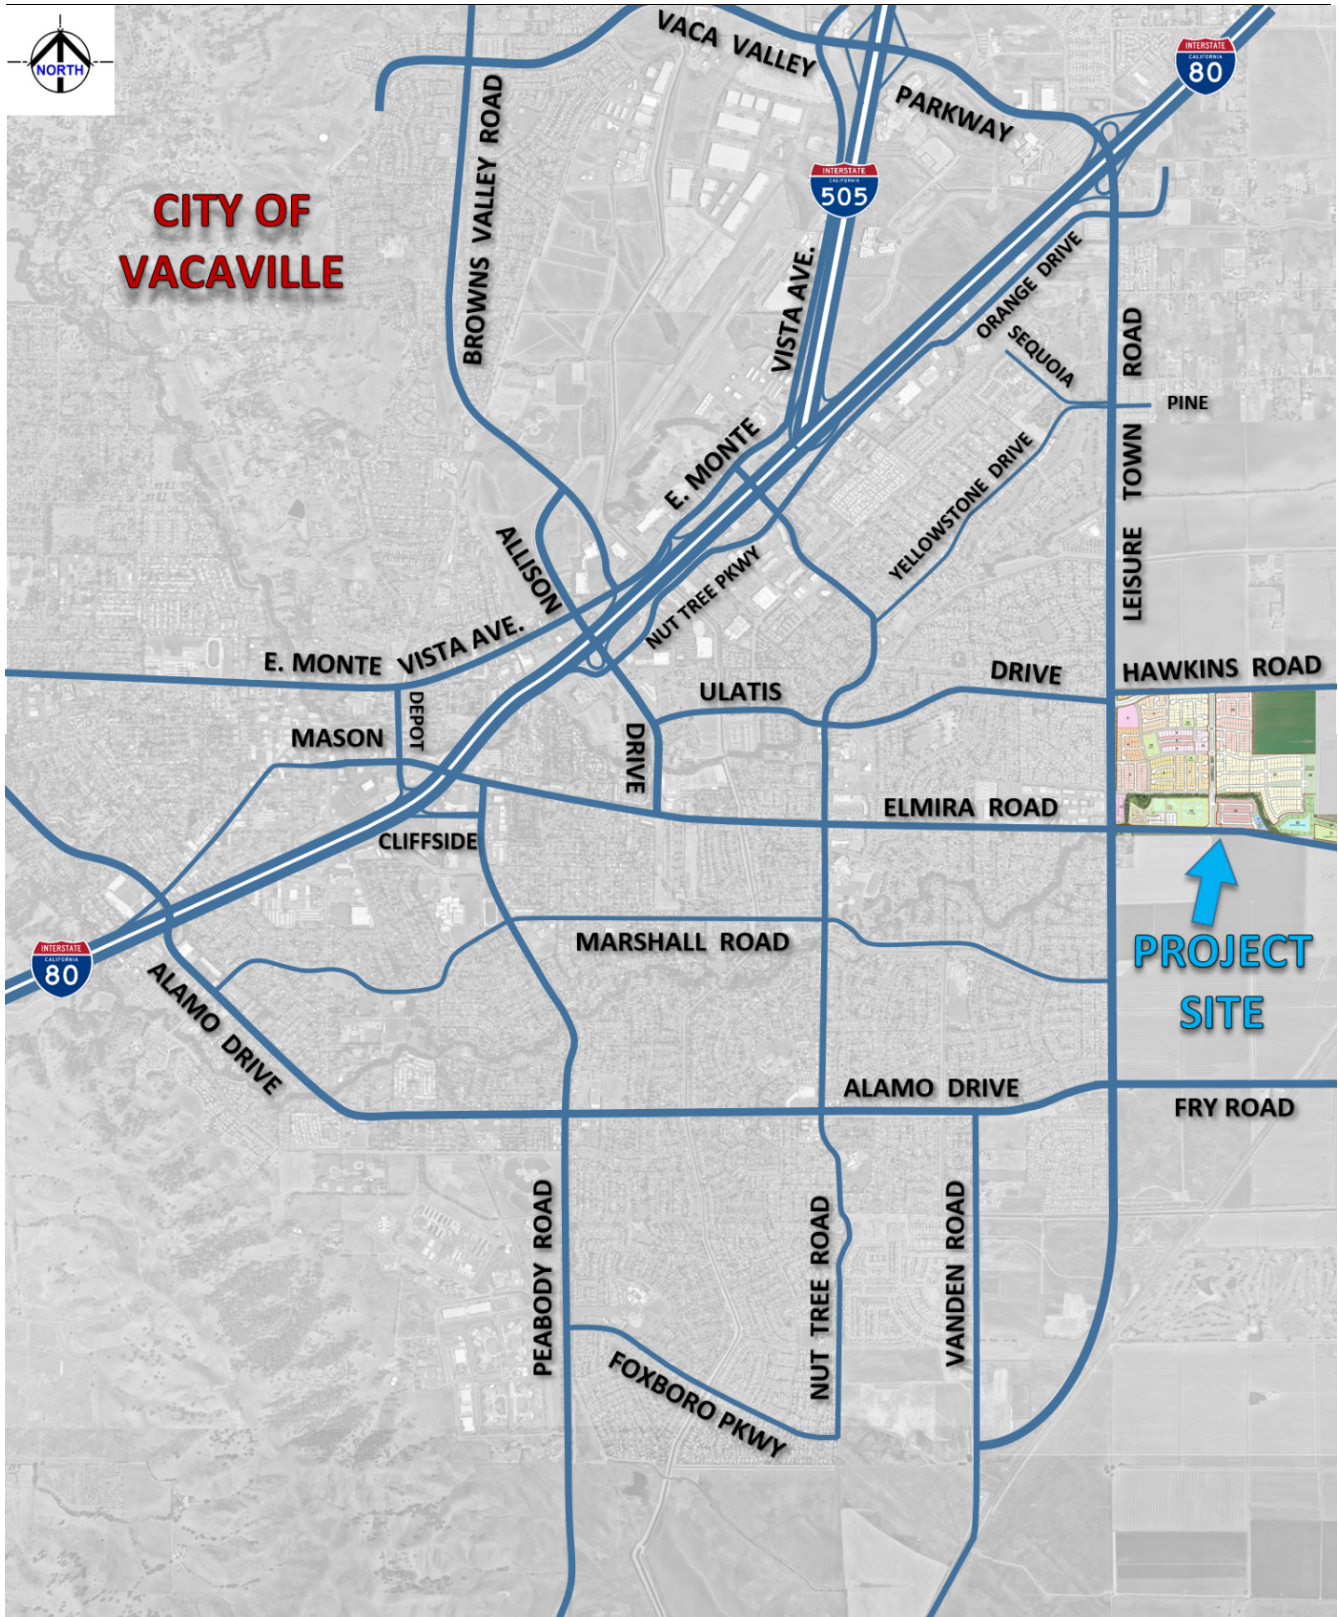 NORTH
VACA VALLEY
PARKWAY
INTERSTATE
CALIFORNIA
80
CITY OF
VACAVILLE
BROWNS VALLEY ROAD
INTERSTATE
CALIFORNIA
505
VISTA AVE.
ORANGE DRIVE
SEQUOIA
ROAD
PINE
E. MONTE
YELLOWSTONE DRIVE
TOWN
LEISURE
ALLISON
NUT TREE PKWY
E. MONTE
VISTA AVE.
DEPOT
ULATIS
DRIVE
HAWKINS ROAD
MASON
DRIVE
ELMIRA ROAD
CLIFFSIDE
MARSHALL ROAD
PROJECT
SITE
INTERSTATE
CALIFORNIA
80
ALAMO DRIVE
ALAMO DRIVE
FRY ROAD
PEABODY ROAD
NUT TREE ROAD
VANDEN ROAD
FOXBORO PKWY